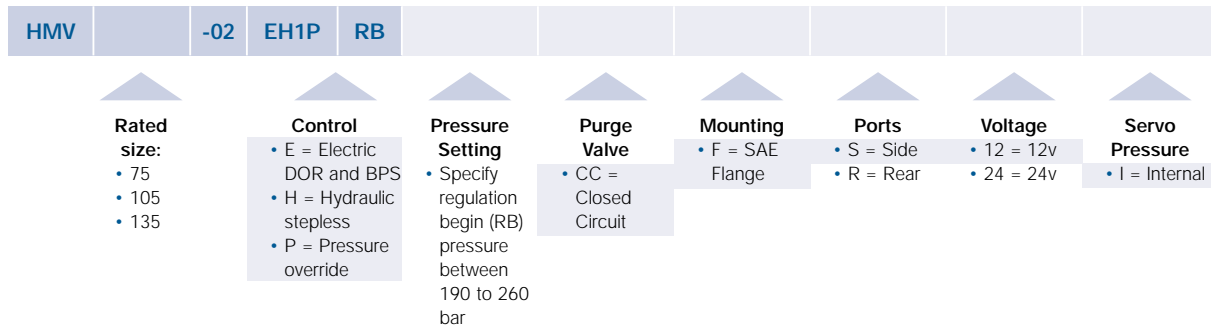 HMV -02 EH1P RB
Rated
size:
• 75
• 105
• 135
Control
• E = Electric
DOR and BPS
• H = Hydraulic
stepless
• P = Pressure
override
Pressure
Setting
• Specify
regulation
begin (RB)
pressure
between
190 to 260
bar
Purge
Valve
• CC =
Closed
Circuit
Mounting
• F = SAE
Flange
Ports
• S = Side
• R = Rear
Voltage
• 12 = 12v
• 24 = 24v
Servo
Pressure
• I = Internal